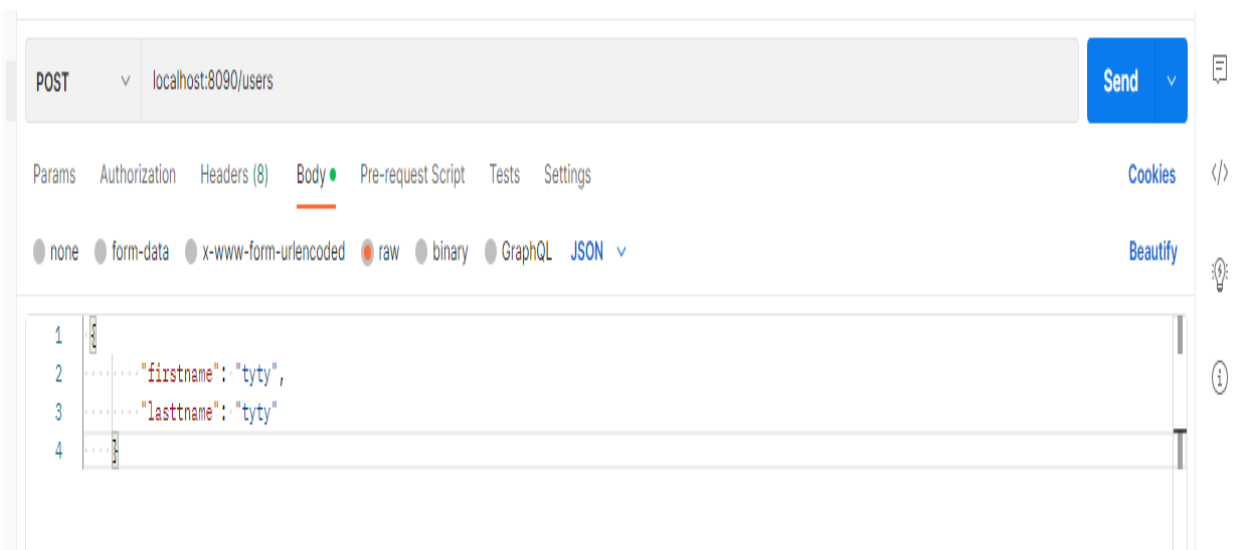 POST localhost:8090/users Send
Params Authorization Headers (8) Body Pre-request Script Tests Settings Cookies
none form-data x-www-form-urlencoded raw binary GraphQL JSON Beautify
1 {
2 "firstname": "tyty",
3 "lasttname": "tyty"
4 }